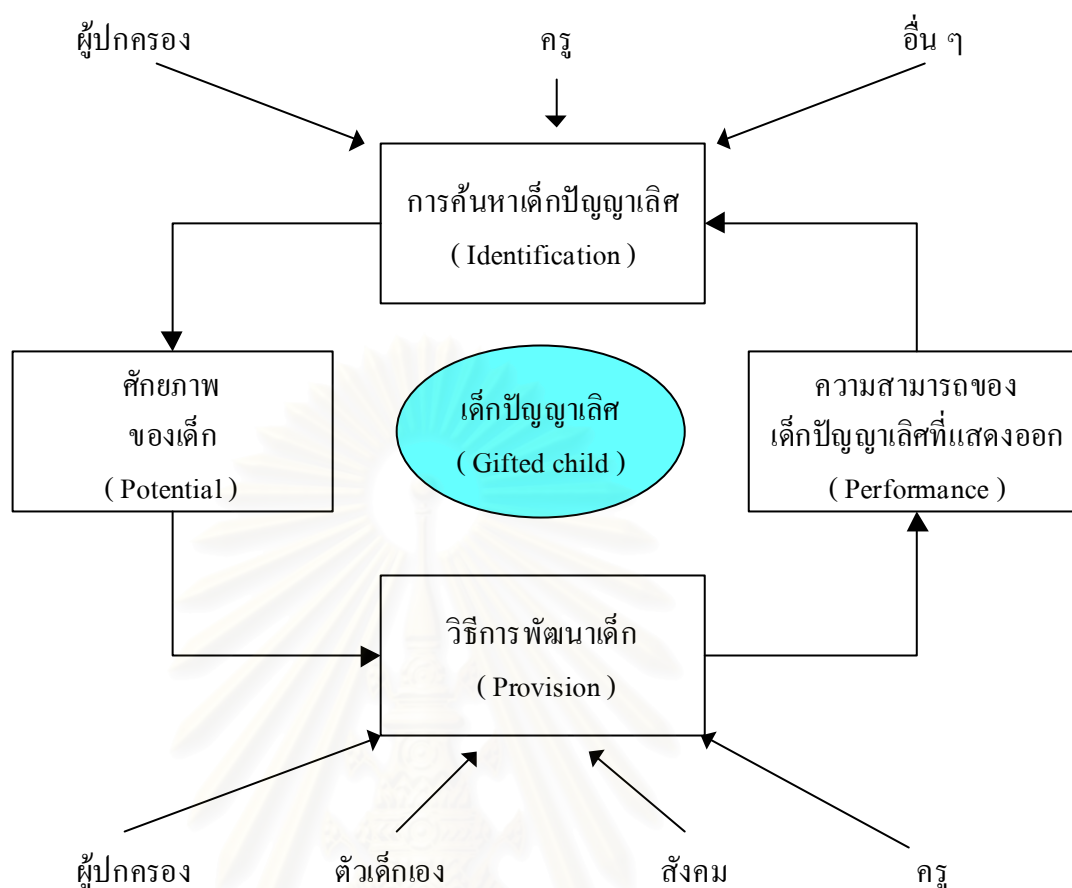 ผู้ปกครอง
ครู
อื่น ๆ
การค้นหาเด็กปัญญาเลิศ
( Identification )
ศักยภาพ
ของเด็ก
( Potential )
เด็กปัญญาเลิศ
( Gifted child )
ความสามารถของ
เด็กปัญญาเลิศที่แสดงออก
( Performance )
วิธีการพัฒนาเด็ก
( Provision )
ผู้ปกครอง
ตัวเด็กเอง
สังคม
ครู